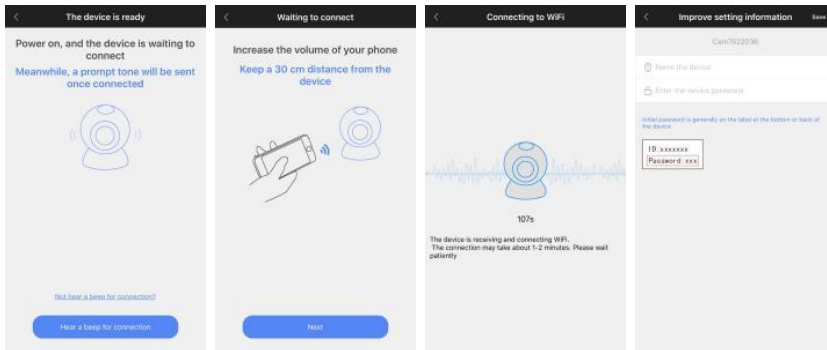 The device is ready
Power on, and the device is waiting to
connect
Meanwhile, a prompt tone will be sent
once connected
Not hear a beep for connection?
Hear a beep for connection
Waiting to connect
Increase the volume of your phone
Keep a 30 cm distance from the
device
Next
Connecting to WiFi
107s
The device is receiving and connecting WiFi.
The connection may take about 1-2 minutes. Please wait
patiently
Improve setting information
Save
Cam7622036
Name the device
Enter the device password
Initial password is generally on the label at the bottom or back of
the device
ID:xxxxxxx
Password:xxx